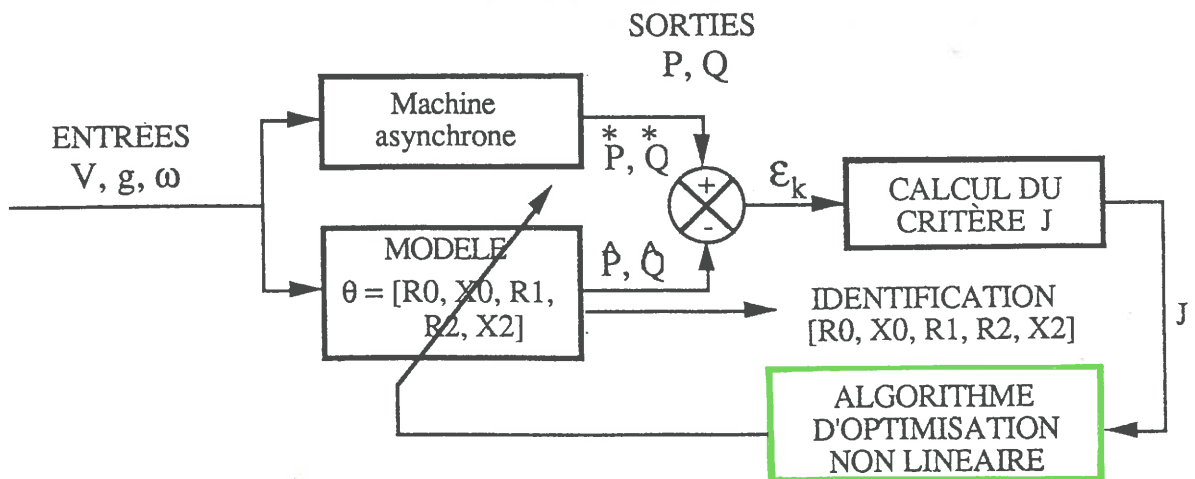 SORTIES
P, Q
ENTRÉES
V, g, ω
Machine
asynchrone
* *
P, Q
+
-
εk
CALCUL DU
CRITÈRE J
MODELE
θ = [R0, X0, R1,
R2, X2]
P̂, Q̂
IDENTIFICATION
[R0, X0, R1, R2, X2]
J
ALGORITHME
D'OPTIMISATION
NON LINEAIRE